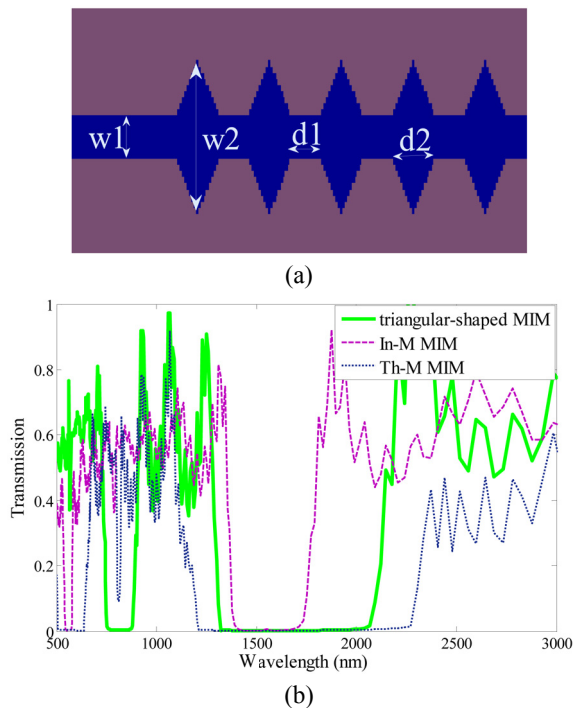 w1
w2
d1
d2
(a)
(b)
1
0.8
0.6
0.4
0.2
0
Transmission
triangular-shaped MIM
In-M MIM
Th-M MIM
500 1000 1500 2000 2500 3000
Wavelength (nm)
(b)